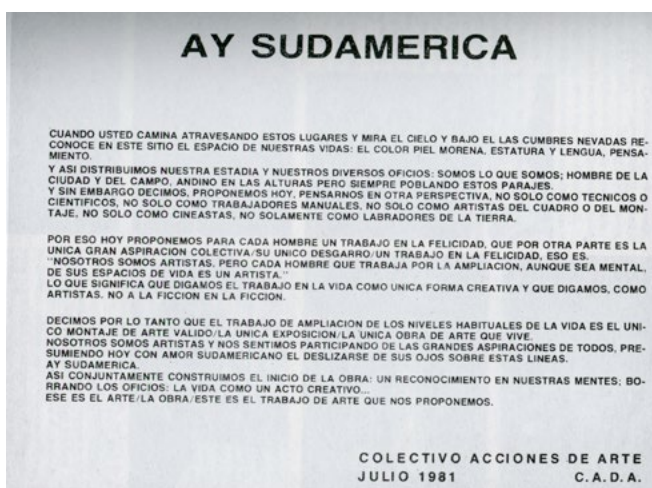 AY SUDAMERICA
CUANDO USTED CAMINA ATRAVESANDO ESTOS LUGARES Y MIRA EL CIELO Y BAJO EL LAS CUMBRES NEVADAS RE-
CONOCE EN ESTE SITIO EL ESPACIO DE NUESTRAS VIDAS: EL COLOR PIEL MORENA, ESTATURA Y LENGUA, PENSA-
MIENTO.
Y ASI DISTRIBUIMOS NUESTRA ESTADIA Y NUESTROS DIVERSOS OFICIOS: SOMOS LO QUE SOMOS; HOMBRE DE LA
CIUDAD Y DEL CAMPO, ANDINO EN LAS ALTURAS PERO SIEMPRE POBLANDO ESTOS PARAJES.
Y SIN EMBARGO DECIMOS, PROPONEMOS HOY, PENSARNOS EN OTRA PERSPECTIVA, NO SOLO COMO TECNICOS O
CIENTIFICOS, NO SOLO COMO TRABAJADORES MANUALES, NO SOLO COMO ARTISTAS DEL CUADRO O DEL MON-
TAJE, NO SOLO COMO CINEASTAS, NO SOLAMENTE COMO LABRADORES DE LA TIERRA.
POR ESO HOY PROPONEMOS PARA CADA HOMBRE UN TRABAJO EN LA FELICIDAD, QUE POR OTRA PARTE ES LA
UNICA GRAN ASPIRACION COLECTIVA/SU UNICO DESGARRO/UN TRABAJO EN LA FELICIDAD, ESO ES.
"NOSOTROS SOMOS ARTISTAS, PERO CADA HOMBRE QUE TRABAJA POR LA AMPLIACION, AUNQUE SEA MENTAL,
DE SUS ESPACIOS DE VIDA ES UN ARTISTA."
LO QUE SIGNIFICA QUE DIGAMOS EL TRABAJO EN LA VIDA COMO UNICA FORMA CREATIVA Y QUE DIGAMOS, COMO
ARTISTAS, NO A LA FICCION EN LA FICCION.
DECIMOS POR LO TANTO QUE EL TRABAJO DE AMPLIACION DE LOS NIVELES HABITUALES DE LA VIDA ES EL UNI-
CO MONTAJE DE ARTE VALIDO/LA UNICA EXPOSICION/LA UNICA OBRA DE ARTE QUE VIVE.
NOSOTROS SOMOS ARTISTAS Y NOS SENTIMOS PARTICIPANDO DE LAS GRANDES ASPIRACIONES DE TODOS, PRE-
SUMIENDO HOY CON AMOR SUDAMERICANO EL DESLIZARSE DE SUS OJOS SOBRE ESTAS LINEAS.
AY SUDAMERICA.
ASI CONJUNTAMENTE CONSTRUIMOS EL INICIO DE LA OBRA: UN RECONOCIMIENTO EN NUESTRAS MENTES; BO-
RRANDO LOS OFICIOS: LA VIDA COMO UN ACTO CREATIVO...
ESE ES EL ARTE/LA OBRA/ESTE ES EL TRABAJO DE ARTE QUE NOS PROPONEMOS.
COLECTIVO ACCIONES DE ARTE
JULIO 1981 C.A.D.A.